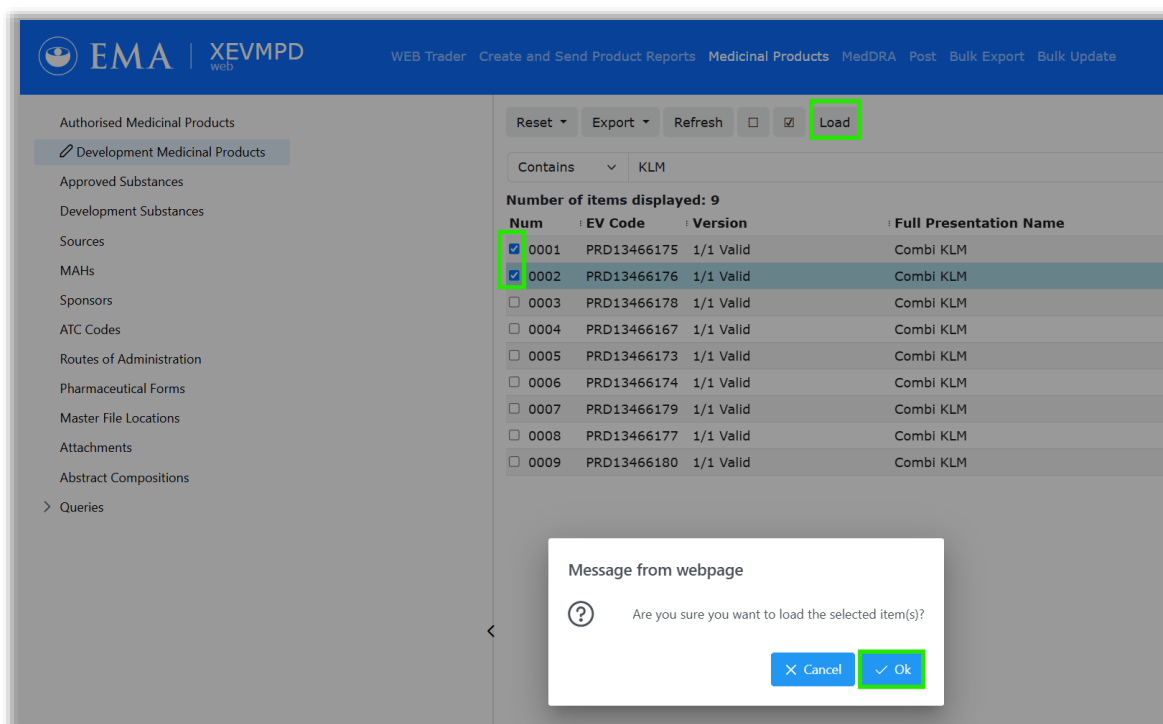 EMA | XEVMPD
web
WEB Trader Create and Send Product Reports Medicinal Products MedDRA Post Bulk Export Bulk Update
Authorised Medicinal Products
Development Medicinal Products
Approved Substances
Development Substances
Sources
MAHs
Sponsors
ATC Codes
Routes of Administration
Pharmaceutical Forms
Master File Locations
Attachments
Abstract Compositions
Queries
Reset Export Refresh Load
Contains KLM
Number of items displayed: 9
Num EV Code Version Full Presentation Name
0001 PRD13466175 1/1 Valid Combi KLM
0002 PRD13466176 1/1 Valid Combi KLM
0003 PRD13466178 1/1 Valid Combi KLM
0004 PRD13466167 1/1 Valid Combi KLM
0005 PRD13466173 1/1 Valid Combi KLM
0006 PRD13466174 1/1 Valid Combi KLM
0007 PRD13466179 1/1 Valid Combi KLM
0008 PRD13466177 1/1 Valid Combi KLM
0009 PRD13466180 1/1 Valid Combi KLM
Message from webpage
Are you sure you want to load the selected item(s)?
Cancel Ok